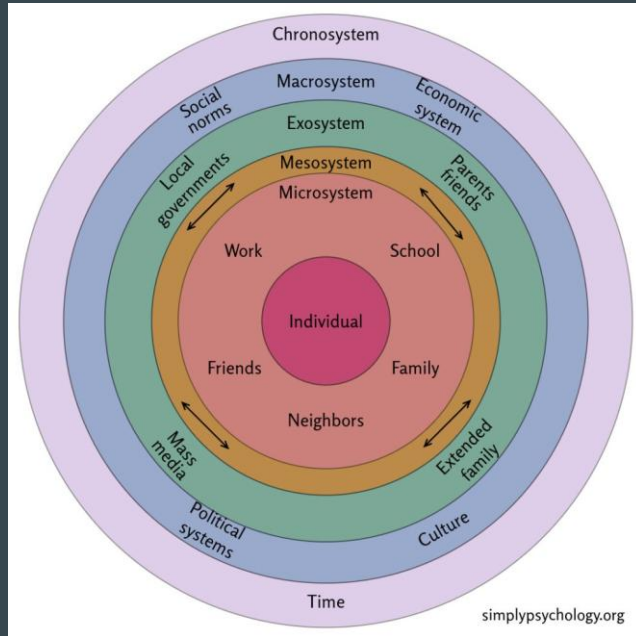 Chronosystem
Macrosystem
Social
norms
Economic
system
Exosystem
Local
governments
Parents
friends
Mesosystem
Microsystem
Work
School
Individual
Friends
Family
Neighbors
Mass
media
Extended
family
Political
systems
Culture
Time
simplypsychology.org